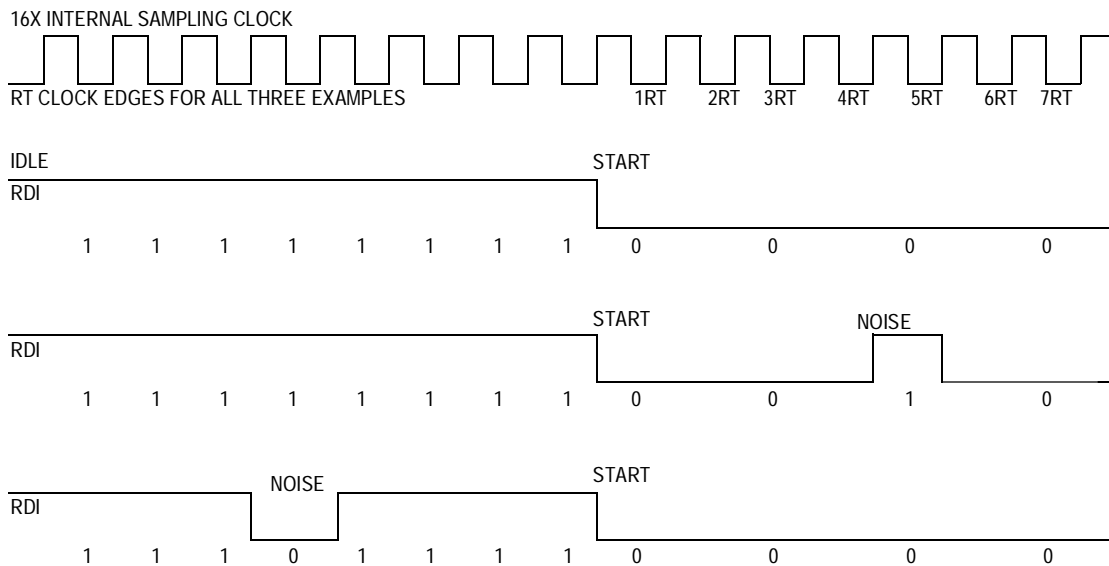 16X INTERNAL SAMPLING CLOCK
RT CLOCK EDGES FOR ALL THREE EXAMPLES 1RT 2RT 3RT 4RT 5RT 6RT 7RT
IDLE START
RDI
1 1 1 1 1 1 1 1 0 0 0 0
START NOISE
RDI
1 1 1 1 1 1 1 1 0 0 1 0
NOISE START
RDI
1 1 1 0 1 1 1 1 0 0 0 0